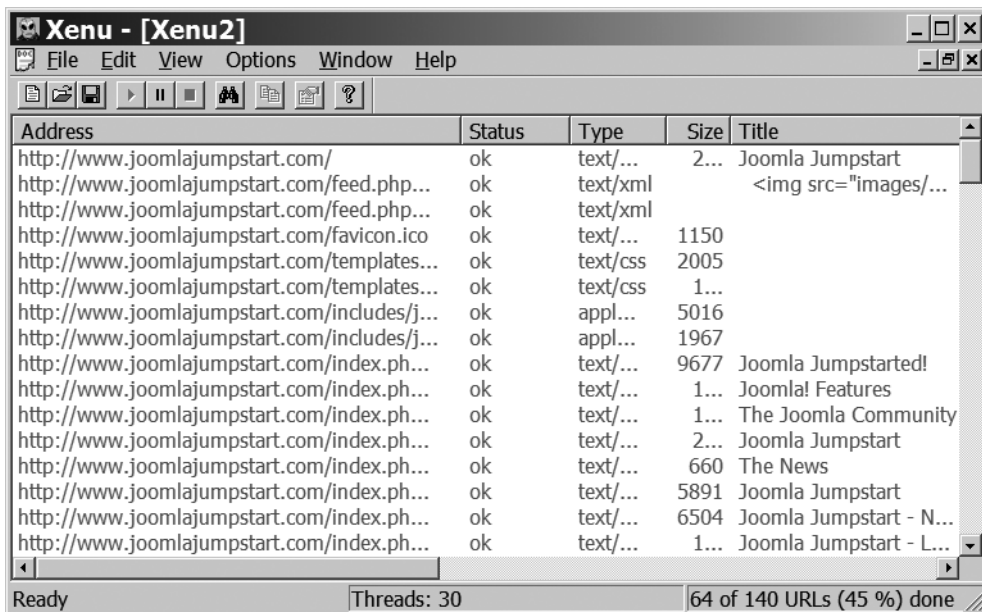 Xenu - [Xenu2]
File Edit View Options Window Help
Address Status Type Size Title
http://www.joomlajumpstart.com/ ok text/... 2... Joomla Jumpstart
http://www.joomlajumpstart.com/feed.php... ok text/xml <img src="images/...
http://www.joomlajumpstart.com/feed.php... ok text/xml
http://www.joomlajumpstart.com/favicon.ico ok text/... 1150
http://www.joomlajumpstart.com/templates... ok text/css 2005
http://www.joomlajumpstart.com/templates... ok text/css 1...
http://www.joomlajumpstart.com/includes/j... ok appl... 5016
http://www.joomlajumpstart.com/includes/j... ok appl... 1967
http://www.joomlajumpstart.com/index.ph... ok text/... 9677 Joomla Jumpstarted!
http://www.joomlajumpstart.com/index.ph... ok text/... 1... Joomla! Features
http://www.joomlajumpstart.com/index.ph... ok text/... 1... The Joomla Community
http://www.joomlajumpstart.com/index.ph... ok text/... 2... Joomla Jumpstart
http://www.joomlajumpstart.com/index.ph... ok text/... 660 The News
http://www.joomlajumpstart.com/index.ph... ok text/... 5891 Joomla Jumpstart
http://www.joomlajumpstart.com/index.ph... ok text/... 6504 Joomla Jumpstart - N...
http://www.joomlajumpstart.com/index.ph... ok text/... 1... Joomla Jumpstart - L...
Ready Threads: 30 64 of 140 URLs (45 %) done